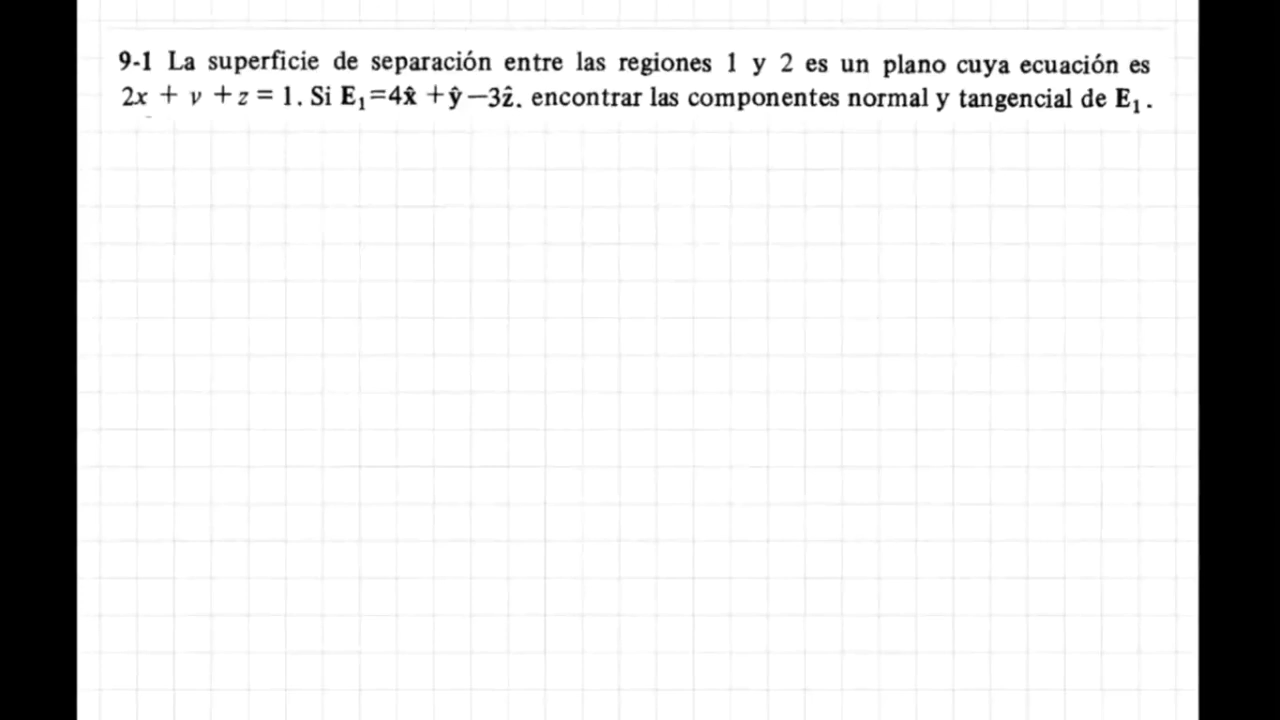 9-1 La superficie de separación entre las regiones 1 y 2 es un plano cuya ecuación es
2x + y + z = 1. Si E₁=4x̂ +ŷ−3ẑ. encontrar las componentes normal y tangencial de E₁.